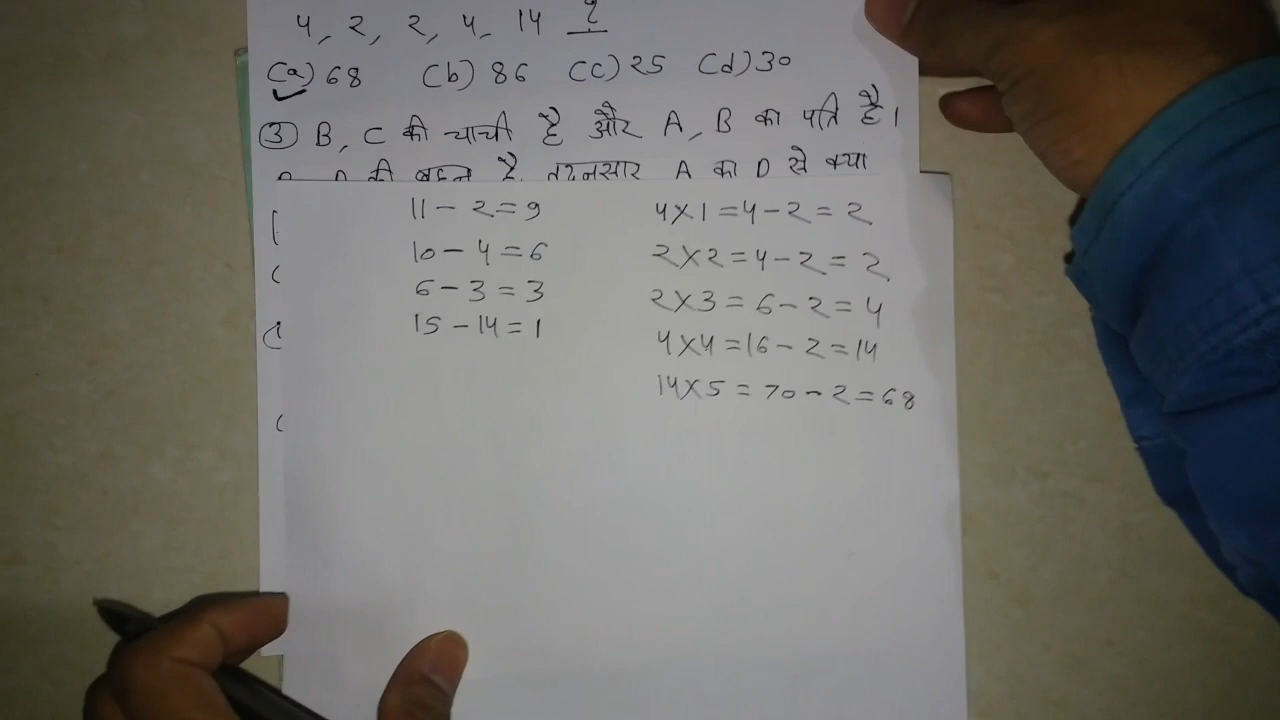 4, 2, 2, 4, 14 ?
(a) 68 (b) 86 (c) 25 (d) 30
③ B, C की चाची है और A, B का पति है।
की बहन है. तदनुसार A का D से क्या
11 - 2 = 9
10 - 4 = 6
6 - 3 = 3
15 - 14 = 1
4 X 1 = 4 - 2 = 2
2 X 2 = 4 - 2 = 2
2 X 3 = 6 - 2 = 4
4 X 4 = 16 - 2 = 14
14 X 5 = 70 - 2 = 68